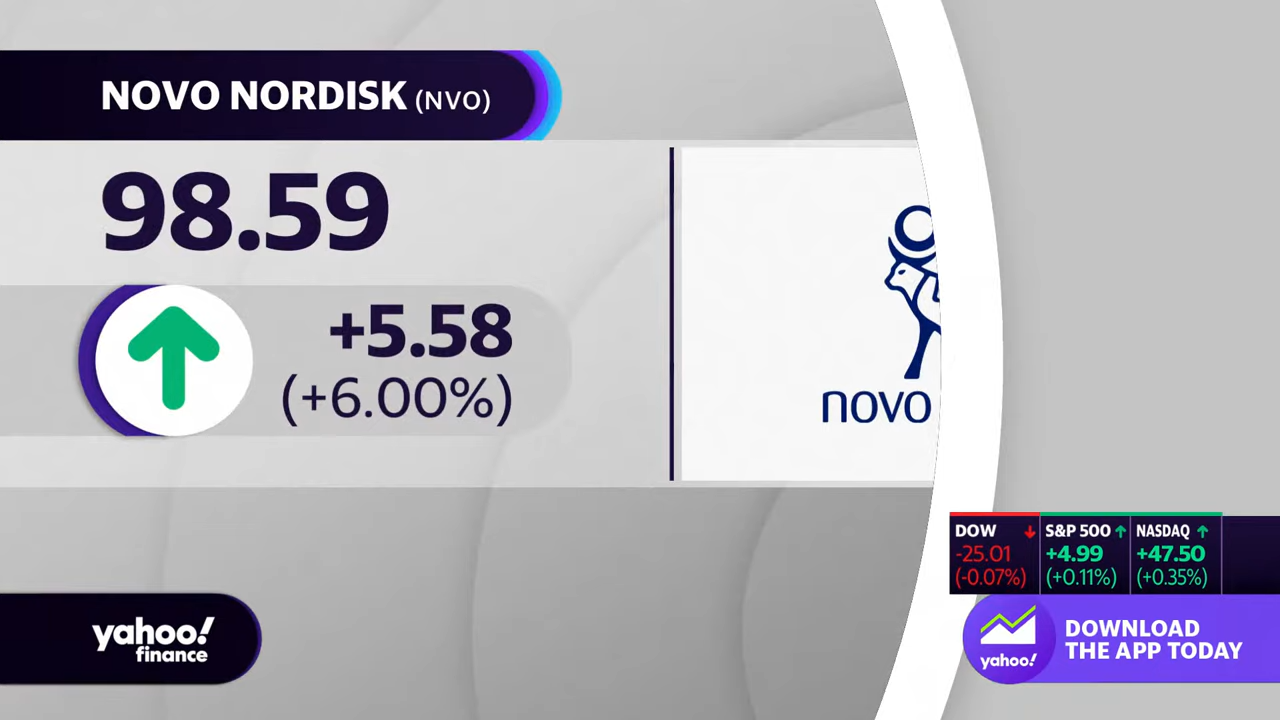 NOVO NORDISK (NVO)
98.59
+5.58
(+6.00%)
novo
DOW S&P 500 NASDAQ
-25.01 +4.99 +47.50
(-0.07%) (+0.11%) (+0.35%)
yahoo!
finance
yahoo!
DOWNLOAD
THE APP TODAY